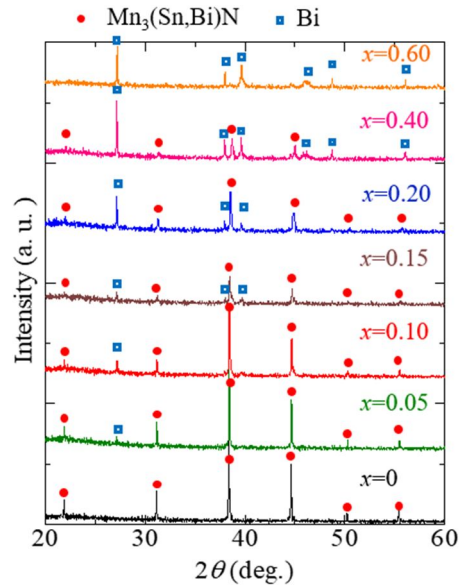 Mn₃(Sn,Bi)N Bi
x=0.60
x=0.40
x=0.20
x=0.15
x=0.10
x=0.05
x=0
Intensity (a. u.)
20 30 40 50 60
2θ (deg.)